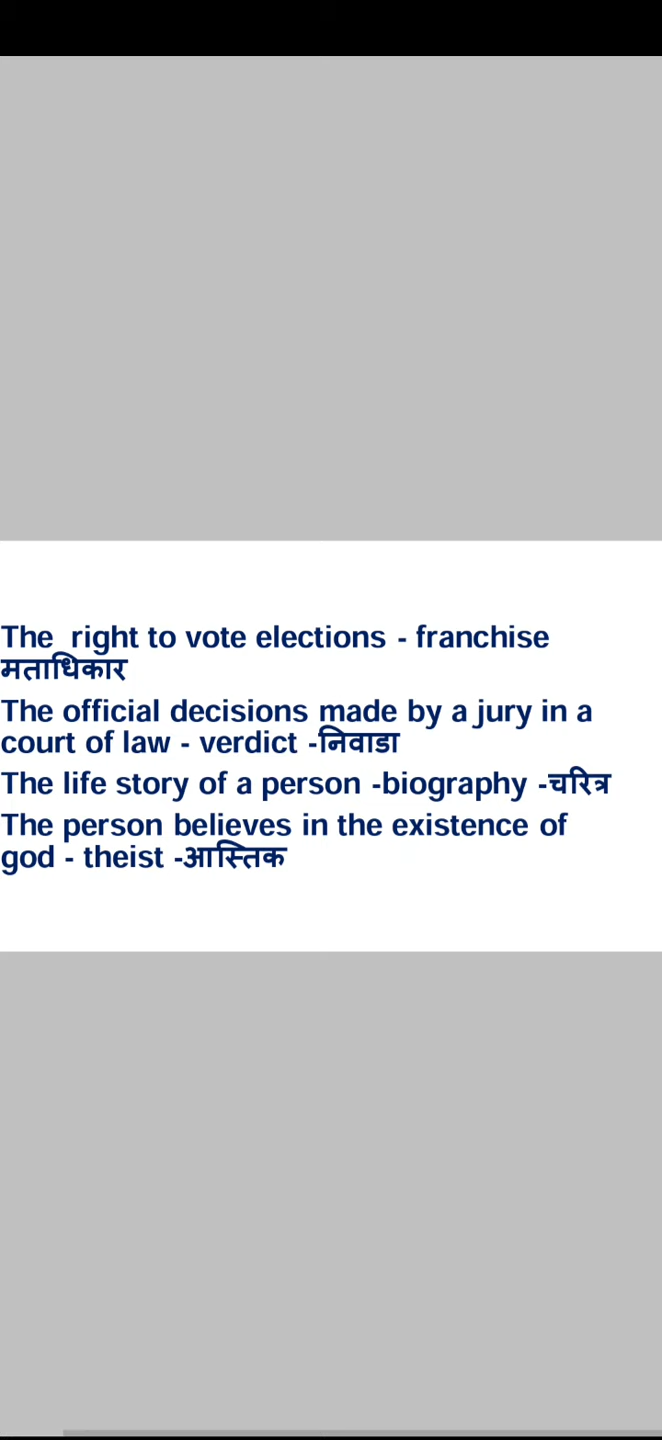 The  right to vote elections - franchise
मताधिकार
The official decisions made by a jury in a
court of law - verdict -निवाडा
The life story of a person -biography -चरित्र
The person believes in the existence of
god - theist -आस्तिक